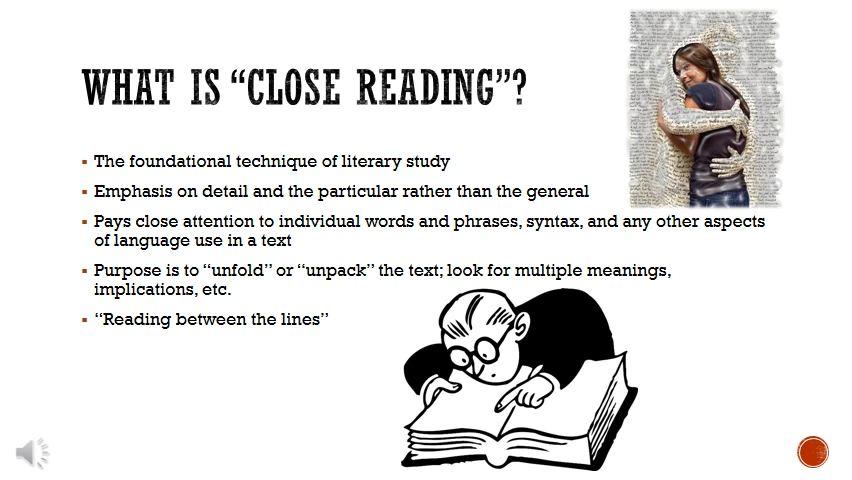 WHAT IS “CLOSE READING”?
▪ The foundational technique of literary study
▪ Emphasis on detail and the particular rather than the general
▪ Pays close attention to individual words and phrases, syntax, and any other aspects
of language use in a text
▪ Purpose is to “unfold” or “unpack” the text; look for multiple meanings,
implications, etc.
▪ “Reading between the lines”